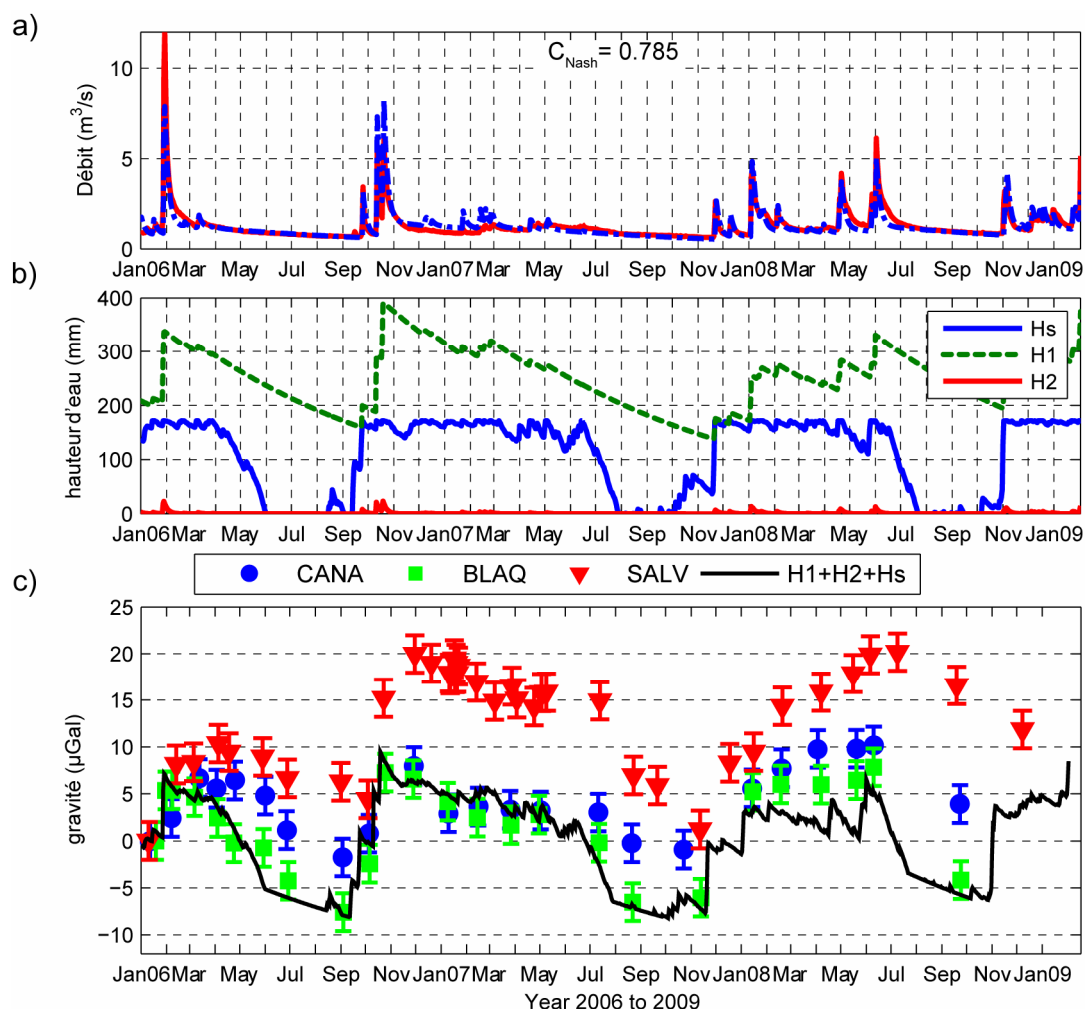 a)
C_Nash = 0.785
Débit (m³/s)
10
5
0
Jan06 Mar May Jul Sep Nov Jan07 Mar May Jul Sep Nov Jan08 Mar May Jul Sep Nov Jan09
b)
hauteur d'eau (mm)
400
300
200
100
0
Hs
H1
H2
Jan06 Mar May Jul Sep Nov Jan07 Mar May Jul Sep Nov Jan08 Mar May Jul Sep Nov Jan09
CANA BLAQ SALV H1+H2+Hs
c)
gravité (µGal)
25
20
15
10
5
0
−5
−10
Jan06 Mar May Jul Sep Nov Jan07 Mar May Jul Sep Nov Jan08 Mar May Jul Sep Nov Jan09
Year 2006 to 2009